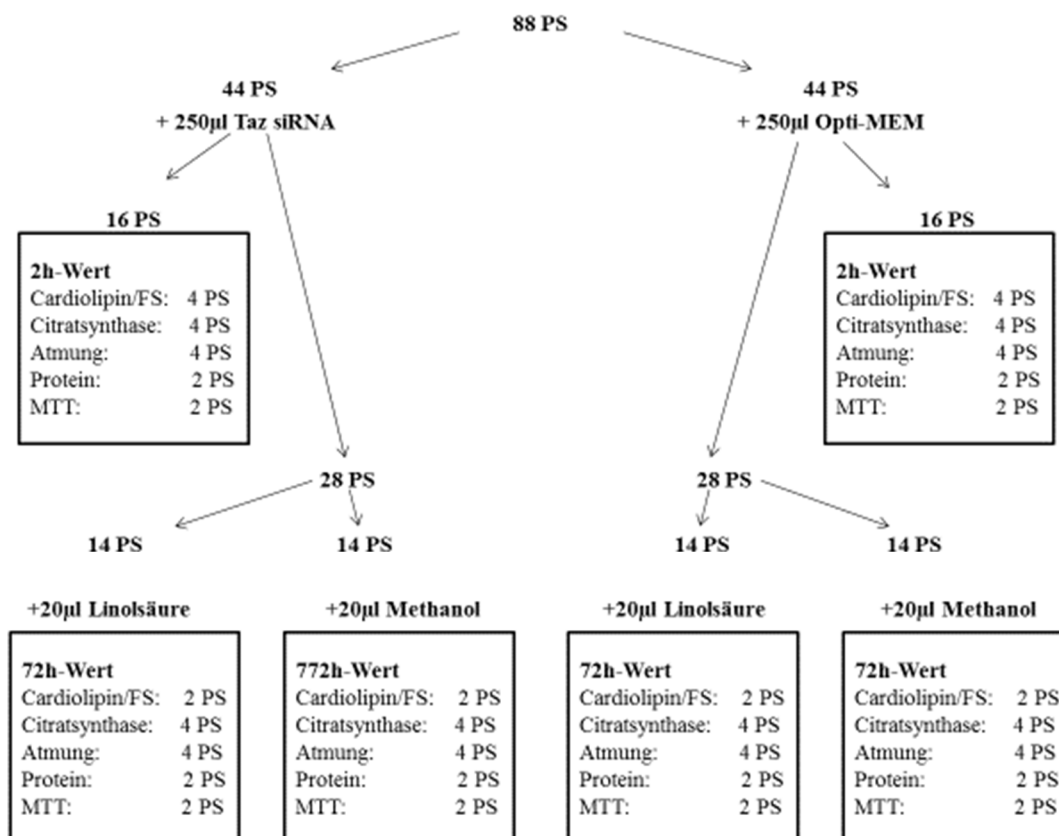 88 PS
44 PS
+ 250µl Taz siRNA
44 PS
+ 250µl Opti-MEM
16 PS
2h-Wert
Cardiolipin/FS: 4 PS
Citratsynthase: 4 PS
Atmung: 4 PS
Protein: 2 PS
MTT: 2 PS
16 PS
2h-Wert
Cardiolipin/FS: 4 PS
Citratsynthase: 4 PS
Atmung: 4 PS
Protein: 2 PS
MTT: 2 PS
28 PS
28 PS
14 PS
14 PS
14 PS
14 PS
+20µl Linolsäure
72h-Wert
Cardiolipin/FS: 2 PS
Citratsynthase: 4 PS
Atmung: 4 PS
Protein: 2 PS
MTT: 2 PS
+20µl Methanol
772h-Wert
Cardiolipin/FS: 2 PS
Citratsynthase: 4 PS
Atmung: 4 PS
Protein: 2 PS
MTT: 2 PS
+20µl Linolsäure
72h-Wert
Cardiolipin/FS: 2 PS
Citratsynthase: 4 PS
Atmung: 4 PS
Protein: 2 PS
MTT: 2 PS
+20µl Methanol
72h-Wert
Cardiolipin/FS: 2 PS
Citratsynthase: 4 PS
Atmung: 4 PS
Protein: 2 PS
MTT: 2 PS